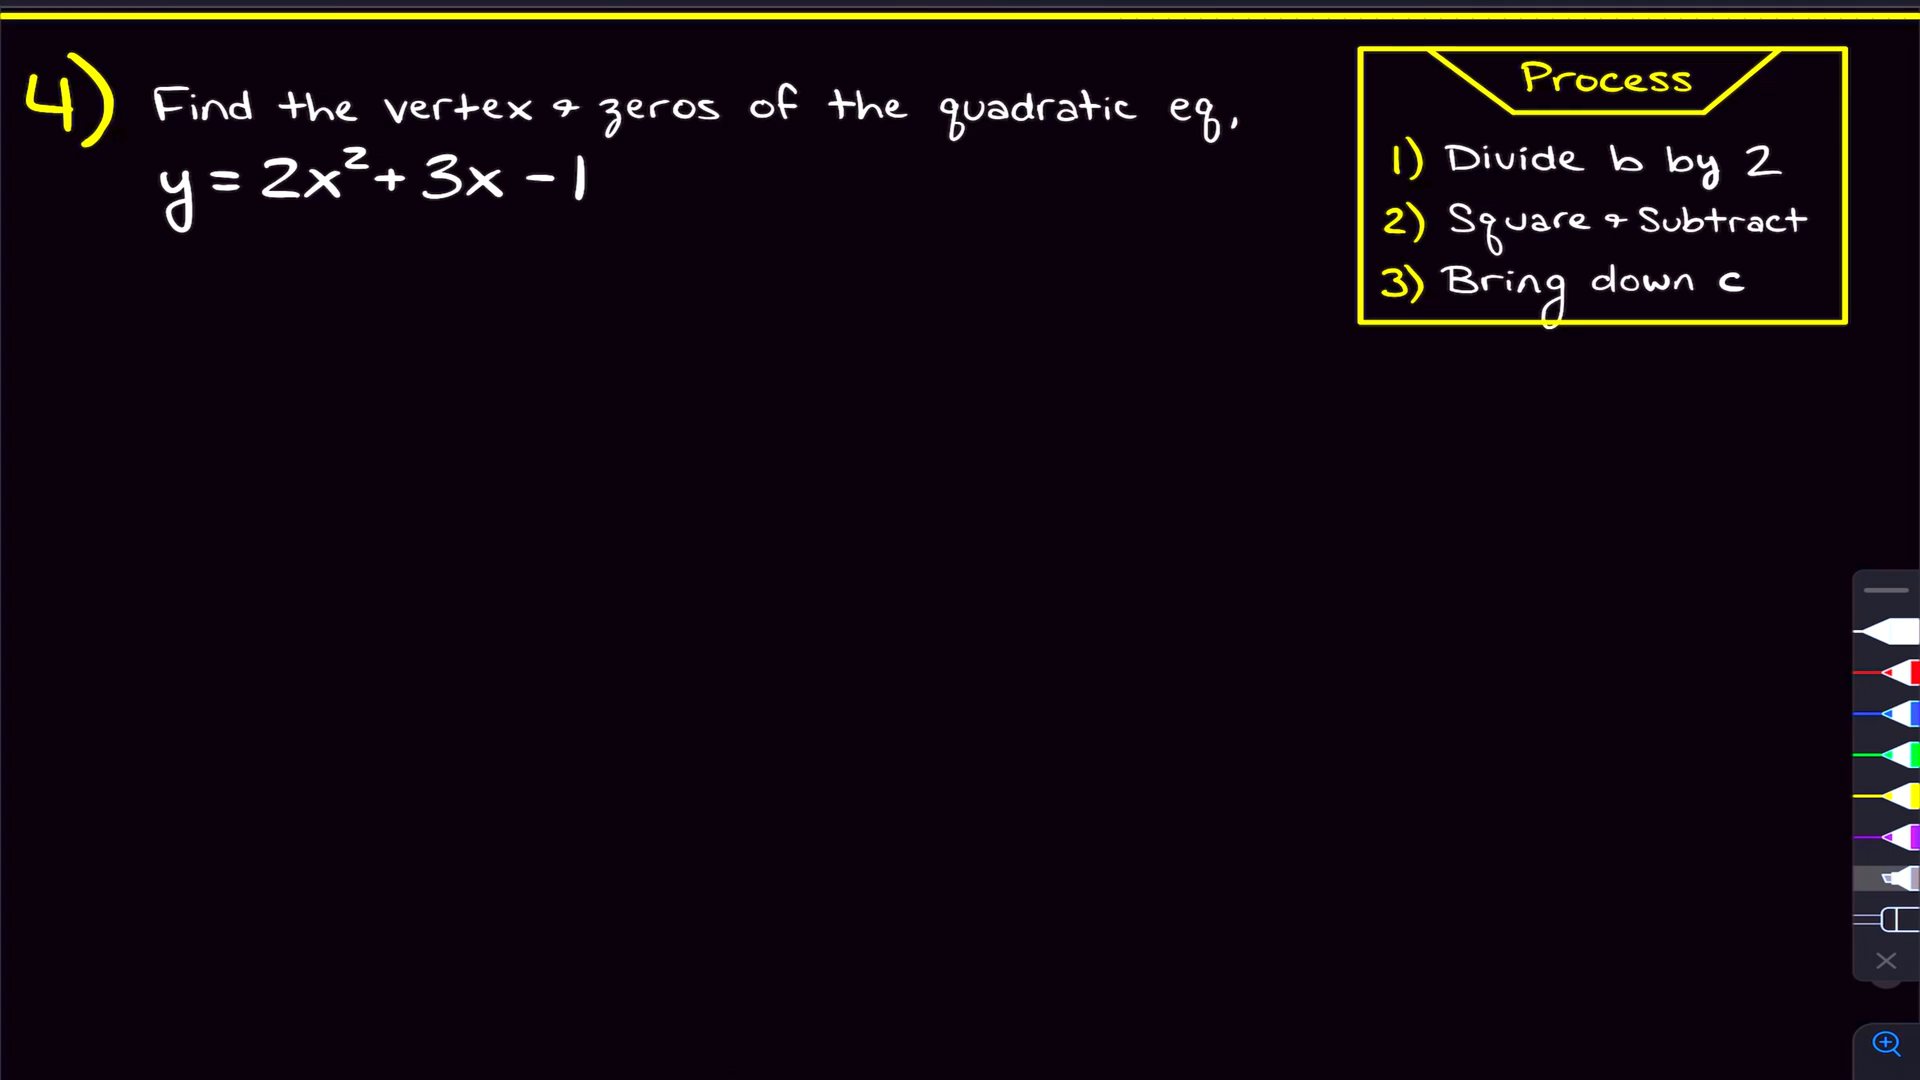 4) Find the vertex & zeros of the quadratic eq.
y = 2x² + 3x - 1
Process
1) Divide b by 2
2) Square & Subtract
3) Bring down c